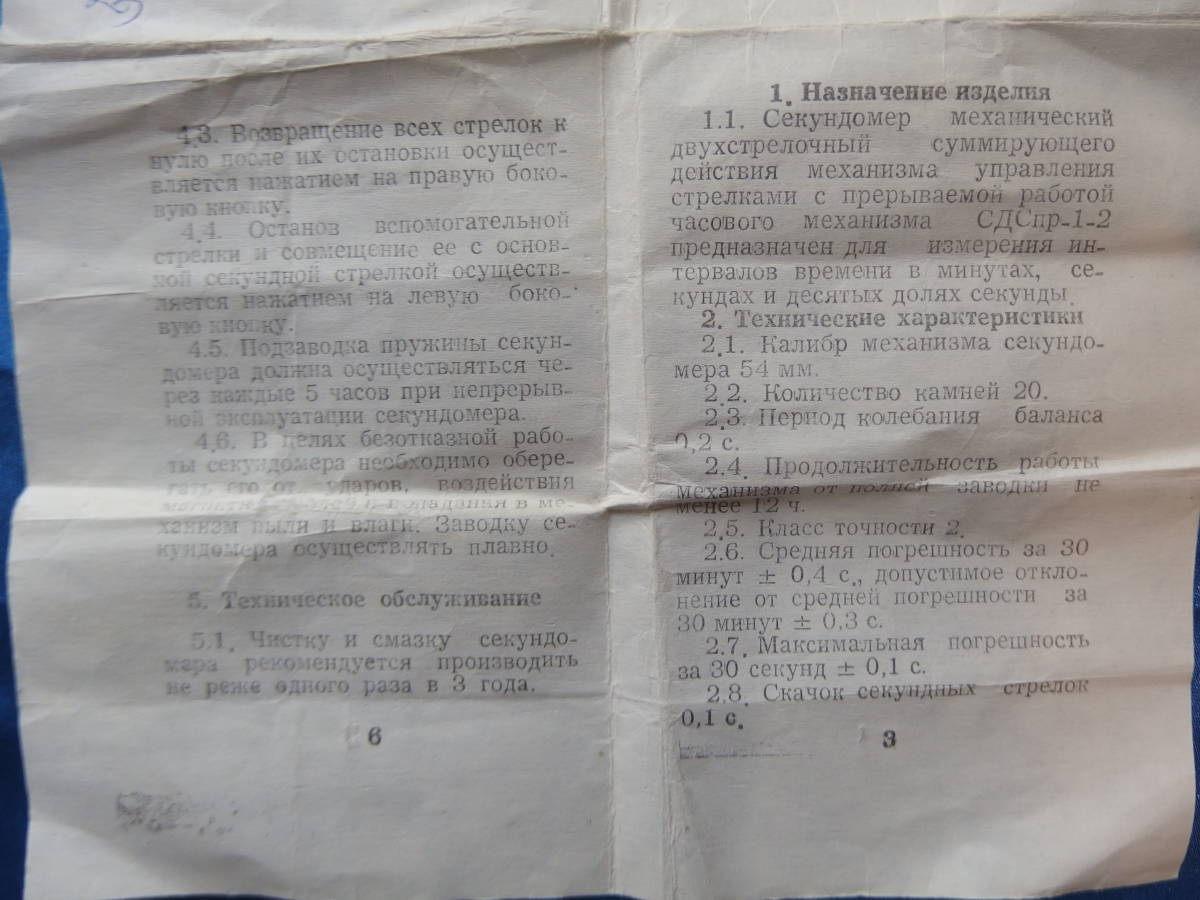 4.3. Возвращение всех стрелок к
нулю после их остановки осущест-
вляется нажатием на правую боко-
вую кнопку.
4.4. Останов вспомогательной
стрелки и совмещение ее с основ-
ной секундной стрелкой осуществ-
ляется нажатием на левую боко-
вую кнопку.
4.5. Подзаводка пружины секун-
домера должна осуществляться че-
рез каждые 5 часов при непрерыв-
ной эксплуатации секундомера.
4.6. В целях безотказной рабо-
ты секундомера необходимо обере-
гать его от ударов, воздействия
попадания в ме-
ханизм пыли и влаги. Заводку се-
кундомера осуществлять плавно.
5. Техническое обслуживание
5.1. Чистку и смазку секундо-
мара рекомендуется производить
не реже одного раза в 3 года.
6
1. Назначение изделия
1.1. Секундомер механический
двухстрелочный суммирующего
действия механизма управления
стрелками с прерываемой работой
часового механизма СДСпр-1-2
предназначен для измерения ин-
тервалов времени в минутах, се-
кундах и десятых долях секунды.
2. Технические характеристики
2.1. Калибр механизма секундо-
мера 54 мм.
2.2. Количество камней 20.
2.3. Период колебания баланса
0,2 с.
2.4. Продолжительность работы
механизма от полней заводки не
менее 12 ч.
2.5. Класс точности 2.
2.6. Средняя погрешность за 30
минут ± 0,4 с., допустимое откло-
нение от средней погрешности за
30 минут ± 0,3 с.
2.7. Максимальная погрешность
за 30 секунд ± 0,1 с.
2.8. Скачок секундных стрелок
0,1 с.
3